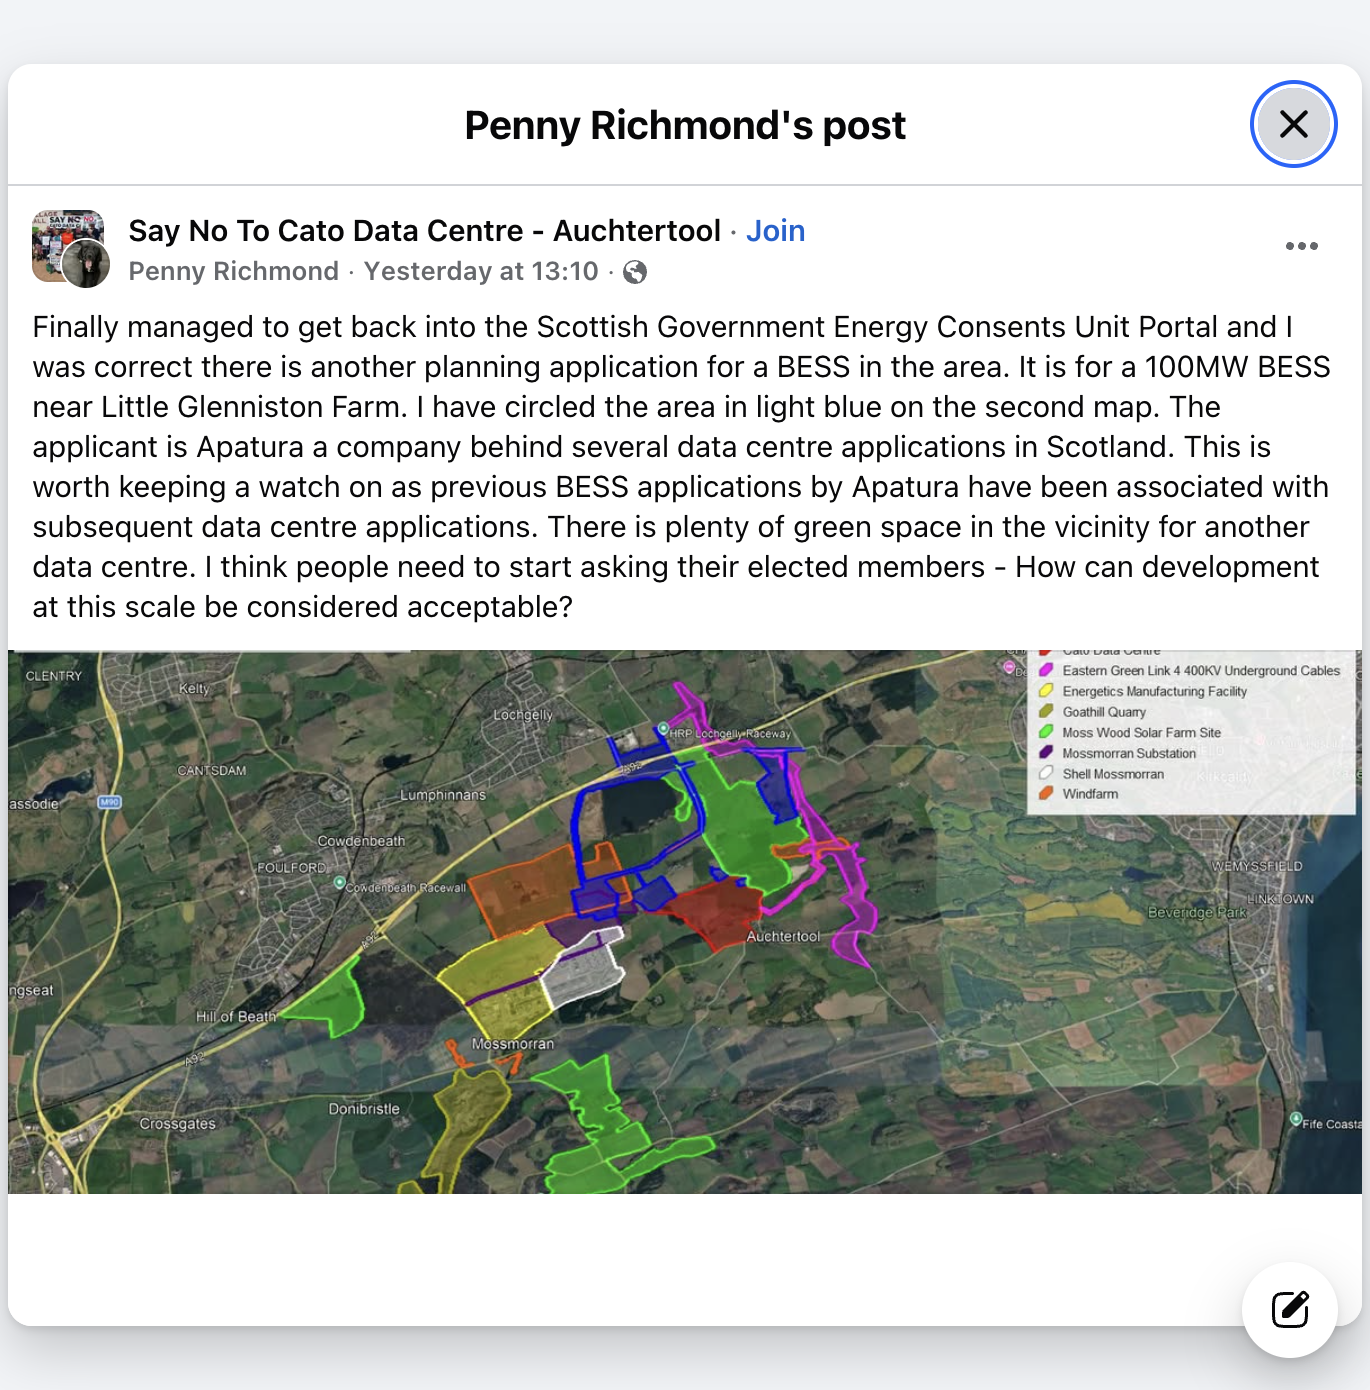 Penny Richmond's post
Say No To Cato Data Centre - Auchtertool · Join
Penny Richmond · Yesterday at 13:10 ·
Finally managed to get back into the Scottish Government Energy Consents Unit Portal and I
was correct there is another planning application for a BESS in the area. It is for a 100MW BESS
near Little Glenniston Farm. I have circled the area in light blue on the second map. The
applicant is Apatura a company behind several data centre applications in Scotland. This is
worth keeping a watch on as previous BESS applications by Apatura have been associated with
subsequent data centre applications. There is plenty of green space in the vicinity for another
data centre. I think people need to start asking their elected members - How can development
at this scale be considered acceptable?
Cato Data Centre
Eastern Green Link 4 400KV Underground Cables
Energetics Manufacturing Facility
Goathill Quarry
Moss Wood Solar Farm Site
Mossmorran Substation
Shell Mossmorran
Windfarm
CLENTRY
Kelty
Lochgelly
HRP Lochgelly Raceway
CANTSDAM
A92
Kirkcaldy
Lumphinnans
assodie
M90
Cowdenbeath
FOULFORD
Cowdenbeath Racewall
WEMYSSFIELD
LINKTOWN
Beveridge Park
Auchtertool
A92
ngseat
Hill of Beath
Mossmorran
A92
Donibristle
Crossgates
Fife Coasta